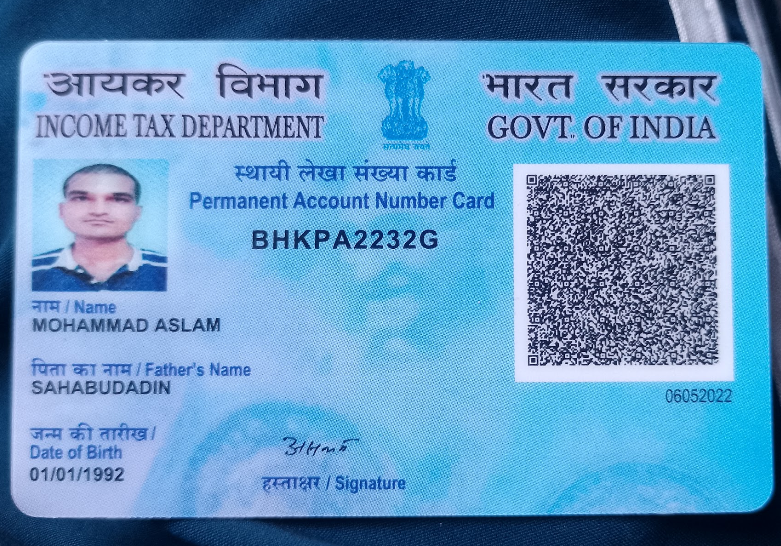 आयकर विभाग
INCOME TAX DEPARTMENT
भारत सरकार
GOVT. OF INDIA
सत्यमेव जयते
स्थायी लेखा संख्या कार्ड
Permanent Account Number Card
BHKPA2232G
नाम / Name
MOHAMMAD ASLAM
पिता का नाम / Father's Name
SAHABUDADIN
जन्म की तारीख /
Date of Birth
01/01/1992
हस्ताक्षर / Signature
06052022